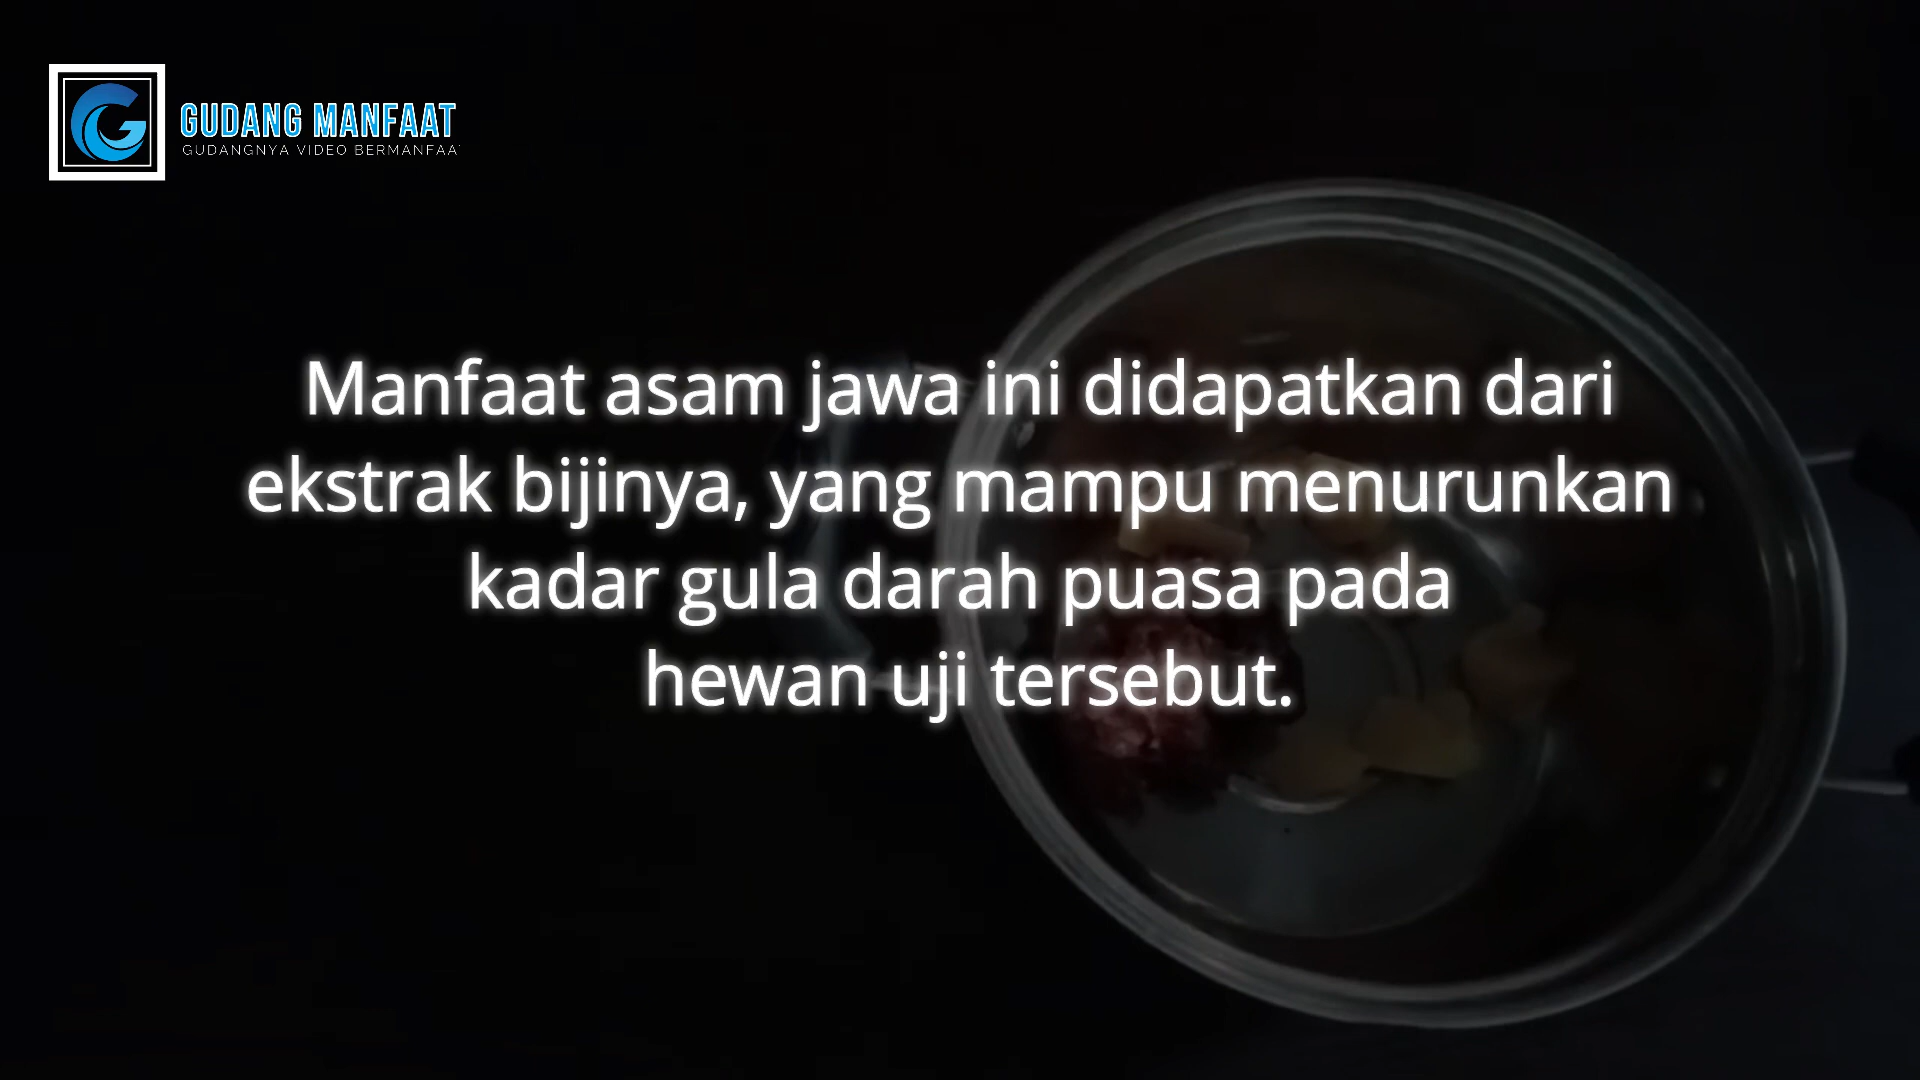 GUDANG MANFAAT
GUDANGNYA VIDEO BERMANFAA
Manfaat asam jawa ini didapatkan dari
ekstrak bijinya, yang mampu menurunkan
kadar gula darah puasa pada
hewan uji tersebut.